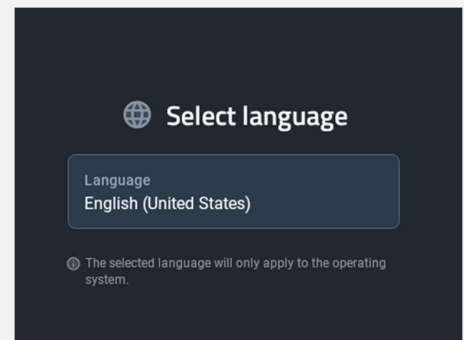 Select language
Language
English (United States)
The selected language will only apply to the operating
system.